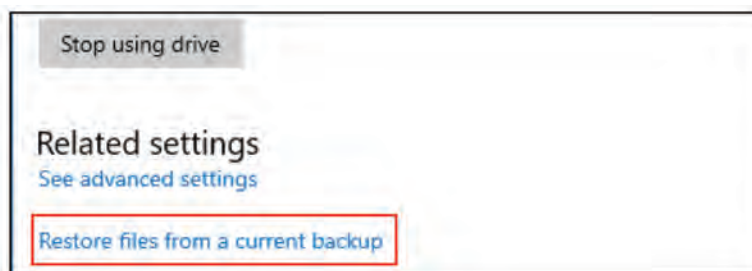 Stop using drive
Related settings
See advanced settings
Restore files from a current backup